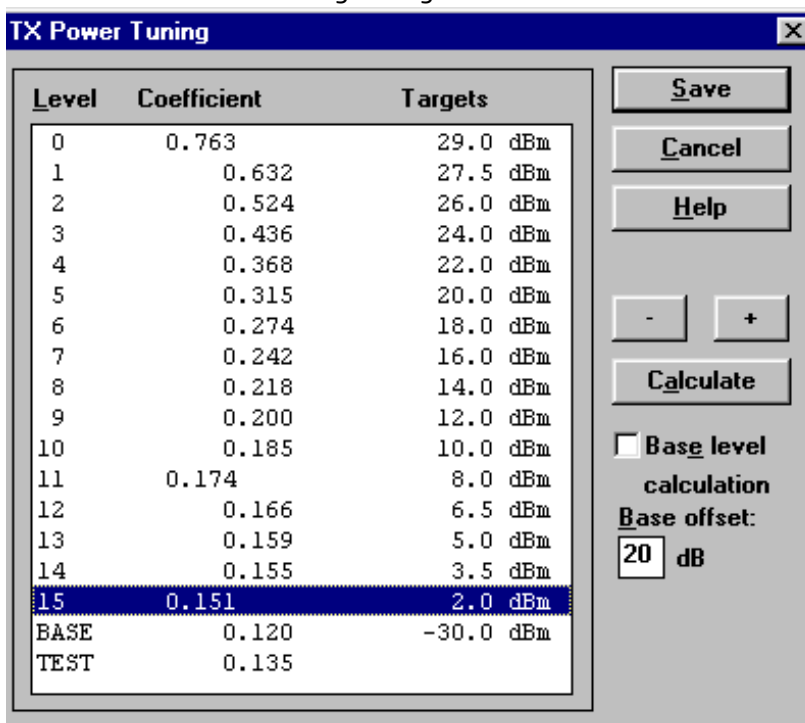 TX Power Tuning
Level Coefficient Targets
0 0.763 29.0 dBm
1 0.632 27.5 dBm
2 0.524 26.0 dBm
3 0.436 24.0 dBm
4 0.368 22.0 dBm
5 0.315 20.0 dBm
6 0.274 18.0 dBm
7 0.242 16.0 dBm
8 0.218 14.0 dBm
9 0.200 12.0 dBm
10 0.185 10.0 dBm
11 0.174 8.0 dBm
12 0.166 6.5 dBm
13 0.159 5.0 dBm
14 0.155 3.5 dBm
15 0.151 2.0 dBm
BASE 0.120 -30.0 dBm
TEST 0.135
Save
Cancel
Help
- +
Calculate
Base level
calculation
Base offset:
20 dB